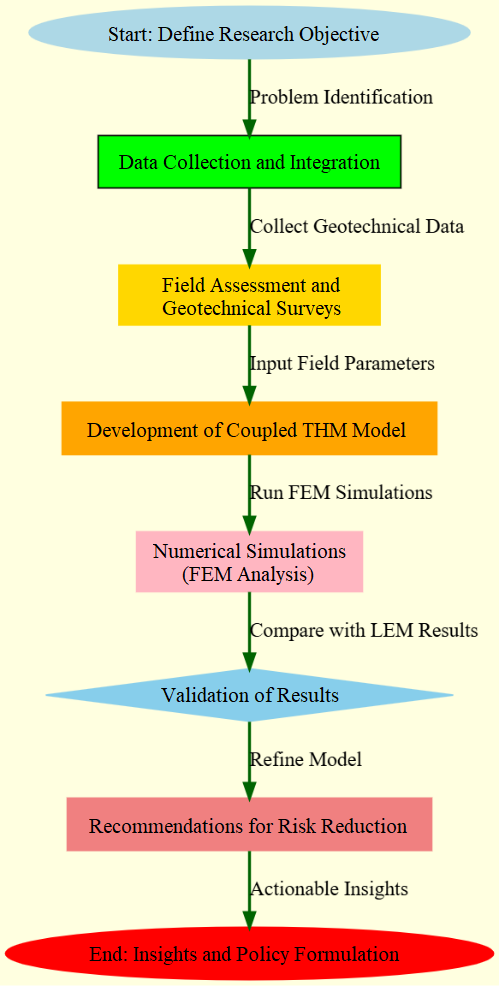 Start: Define Research Objective
Problem Identification
Data Collection and Integration
Collect Geotechnical Data
Field Assessment and
Geotechnical Surveys
Input Field Parameters
Development of Coupled THM Model
Run FEM Simulations
Numerical Simulations
(FEM Analysis)
Compare with LEM Results
Validation of Results
Refine Model
Recommendations for Risk Reduction
Actionable Insights
End: Insights and Policy Formulation